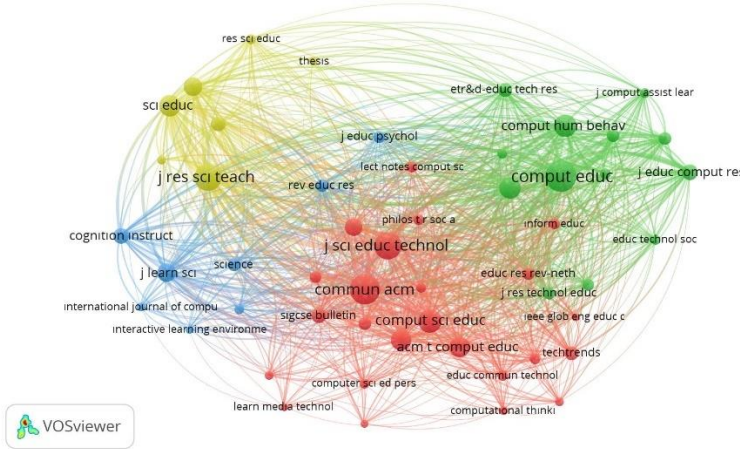 res sci educ
thesis
etr&d-educ tech res
j comput assist lear
sci educ
comput hum behav
j educ psychol
lect notes comput sc
j res sci teach
rev educ res
comput educ
j educ comput res
philos t r soc a
inform educ
cognition instruct
j sci educ technol
educ technol soc
science
j learn sci
educ res rev-neth
commun acm
j res technol educ
international journal of compu
sigcse bulletin
comput sci educ
ieee glob eng educ c
interactive learning environme
acm t comput educ
techtrends
computer sci ed pers
educ commun technol
learn media technol
computational thinki
VOSviewer